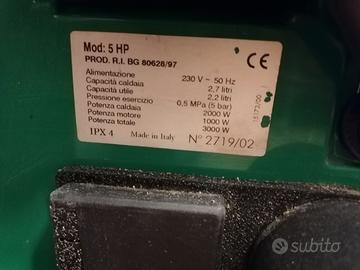 Mod: 5 HP
PROD. R.I. BG 80628/97
CE
Alimentazione 230 V ~ 50 Hz
Capacità caldaia 2,7 litri
Capacità utile 2,2 litri
Pressione esercizio 0,5 MPa (5 bar)
Potenza caldaia 2000 W
Potenza motore 1000 W
Potenza totale 3000 W
IPX 4 Made in Italy N° 2719/02
15172/00
subito